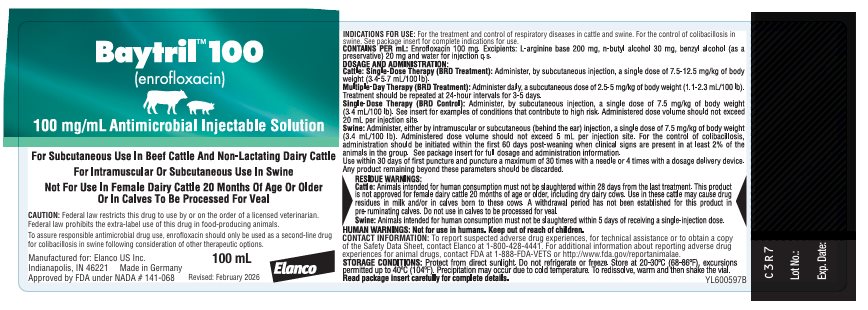 Baytril™ 100
(enrofloxacin)
100 mg/mL Antimicrobial Injectable Solution
For Subcutaneous Use In Beef Cattle And Non-Lactating Dairy Cattle
For Intramuscular Or Subcutaneous Use In Swine
Not For Use In Female Dairy Cattle 20 Months Of Age Or Older
Or In Calves To Be Processed For Veal
CAUTION: Federal law restricts this drug to use by or on the order of a licensed veterinarian.
Federal law prohibits the extra-label use of this drug in food-producing animals.
To assure responsible antimicrobial drug use, enrofloxacin should only be used as a second-line drug
for colibacillosis in swine following consideration of other therapeutic options.
Manufactured for: Elanco US Inc.
Indianapolis, IN 46221 Made in Germany
Approved by FDA under NADA # 141-068
100 mL
Revised: February 2026
Elanco
INDICATIONS FOR USE: For the treatment and control of respiratory diseases in cattle and swine. For the control of colibacillosis in
swine. See package insert for complete indications for use.
CONTAINS PER mL: Enrofloxacin 100 mg. Excipients: L-arginine base 200 mg, n-butyl alcohol 30 mg, benzyl alcohol (as a
preservative) 20 mg and water for injection q.s.
DOSAGE AND ADMINISTRATION:
Cattle: Single-Dose Therapy (BRD Treatment): Administer, by subcutaneous injection, a single dose of 7.5-12.5 mg/kg of body
weight (3.4-5.7 mL/100 lb).
Multiple-Day Therapy (BRD Treatment): Administer daily, a subcutaneous dose of 2.5-5 mg/kg of body weight (1.1-2.3 mL/100 lb).
Treatment should be repeated at 24-hour intervals for 3-5 days.
Single-Dose Therapy (BRD Control): Administer, by subcutaneous injection, a single dose of 7.5 mg/kg of body weight
(3.4 mL/100 lb). See insert for examples of conditions that contribute to high risk. Administered dose volume should not exceed
20 mL per injection site.
Swine: Administer, either by intramuscular or subcutaneous (behind the ear) injection, a single dose of 7.5 mg/kg of body weight
(3.4 mL/100 lb). Administered dose volume should not exceed 5 mL per injection site. For the control of colibacillosis,
administration should be initiated within the first 60 days post-weaning when clinical signs are present in at least 2% of the
animals in the group. See package insert for full dosage and administration information.
Use within 30 days of first puncture and puncture a maximum of 30 times with a needle or 4 times with a dosage delivery device.
Any product remaining beyond these parameters should be discarded.
RESIDUE WARNINGS:
Cattle: Animals intended for human consumption must not be slaughtered within 28 days from the last treatment. This product
is not approved for female dairy cattle 20 months of age or older, including dry dairy cows. Use in these cattle may cause drug
residues in milk and/or in calves born to these cows. A withdrawal period has not been established for this product in
pre-ruminating calves. Do not use in calves to be processed for veal.
Swine: Animals intended for human consumption must not be slaughtered within 5 days of receiving a single-injection dose.
HUMAN WARNINGS: Not for use in humans. Keep out of reach of children.
CONTACT INFORMATION: To report suspected adverse drug experiences, for technical assistance or to obtain a copy
of the Safety Data Sheet, contact Elanco at 1-800-428-4441. For additional information about reporting adverse drug
experiences for animal drugs, contact FDA at 1-888-FDA-VETS or http://www.fda.gov/reportanimalae.
STORAGE CONDITIONS: Protect from direct sunlight. Do not refrigerate or freeze. Store at 20-30°C (68-86°F), excursions
permitted up to 40°C (104°F). Precipitation may occur due to cold temperature. To redissolve, warm and then shake the vial.
Read package insert carefully for complete details.
YL600597B
C3R7
Lot No.:
Exp. Date: